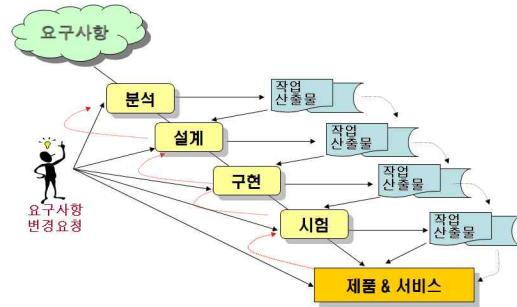 요구사항
분석
작업
산출물
설계
작업
산출물
구현
작업
산출물
요구사항
변경요청
시험
작업
산출물
제품 & 서비스